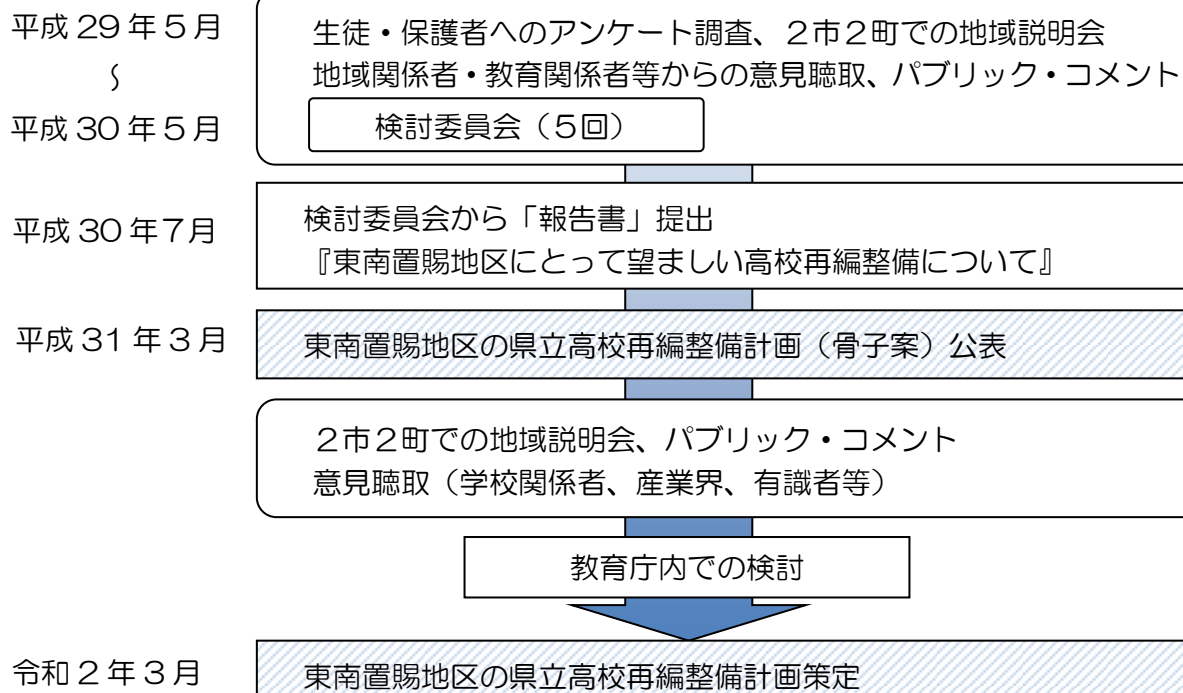 平成 29 年５月
生徒・保護者へのアンケート調査、２市２町での地域説明会
～
地域関係者・教育関係者等からの意見聴取、パブリック・コメント
平成 30 年５月
検討委員会（５回）
平成 30 年７月
検討委員会から「報告書」提出
『東南置賜地区にとって望ましい高校再編整備について』
平成 31 年３月
東南置賜地区の県立高校再編整備計画（骨子案）公表
２市２町での地域説明会、パブリック・コメント
意見聴取（学校関係者、産業界、有識者等）
教育庁内での検討
令和２年３月
東南置賜地区の県立高校再編整備計画策定